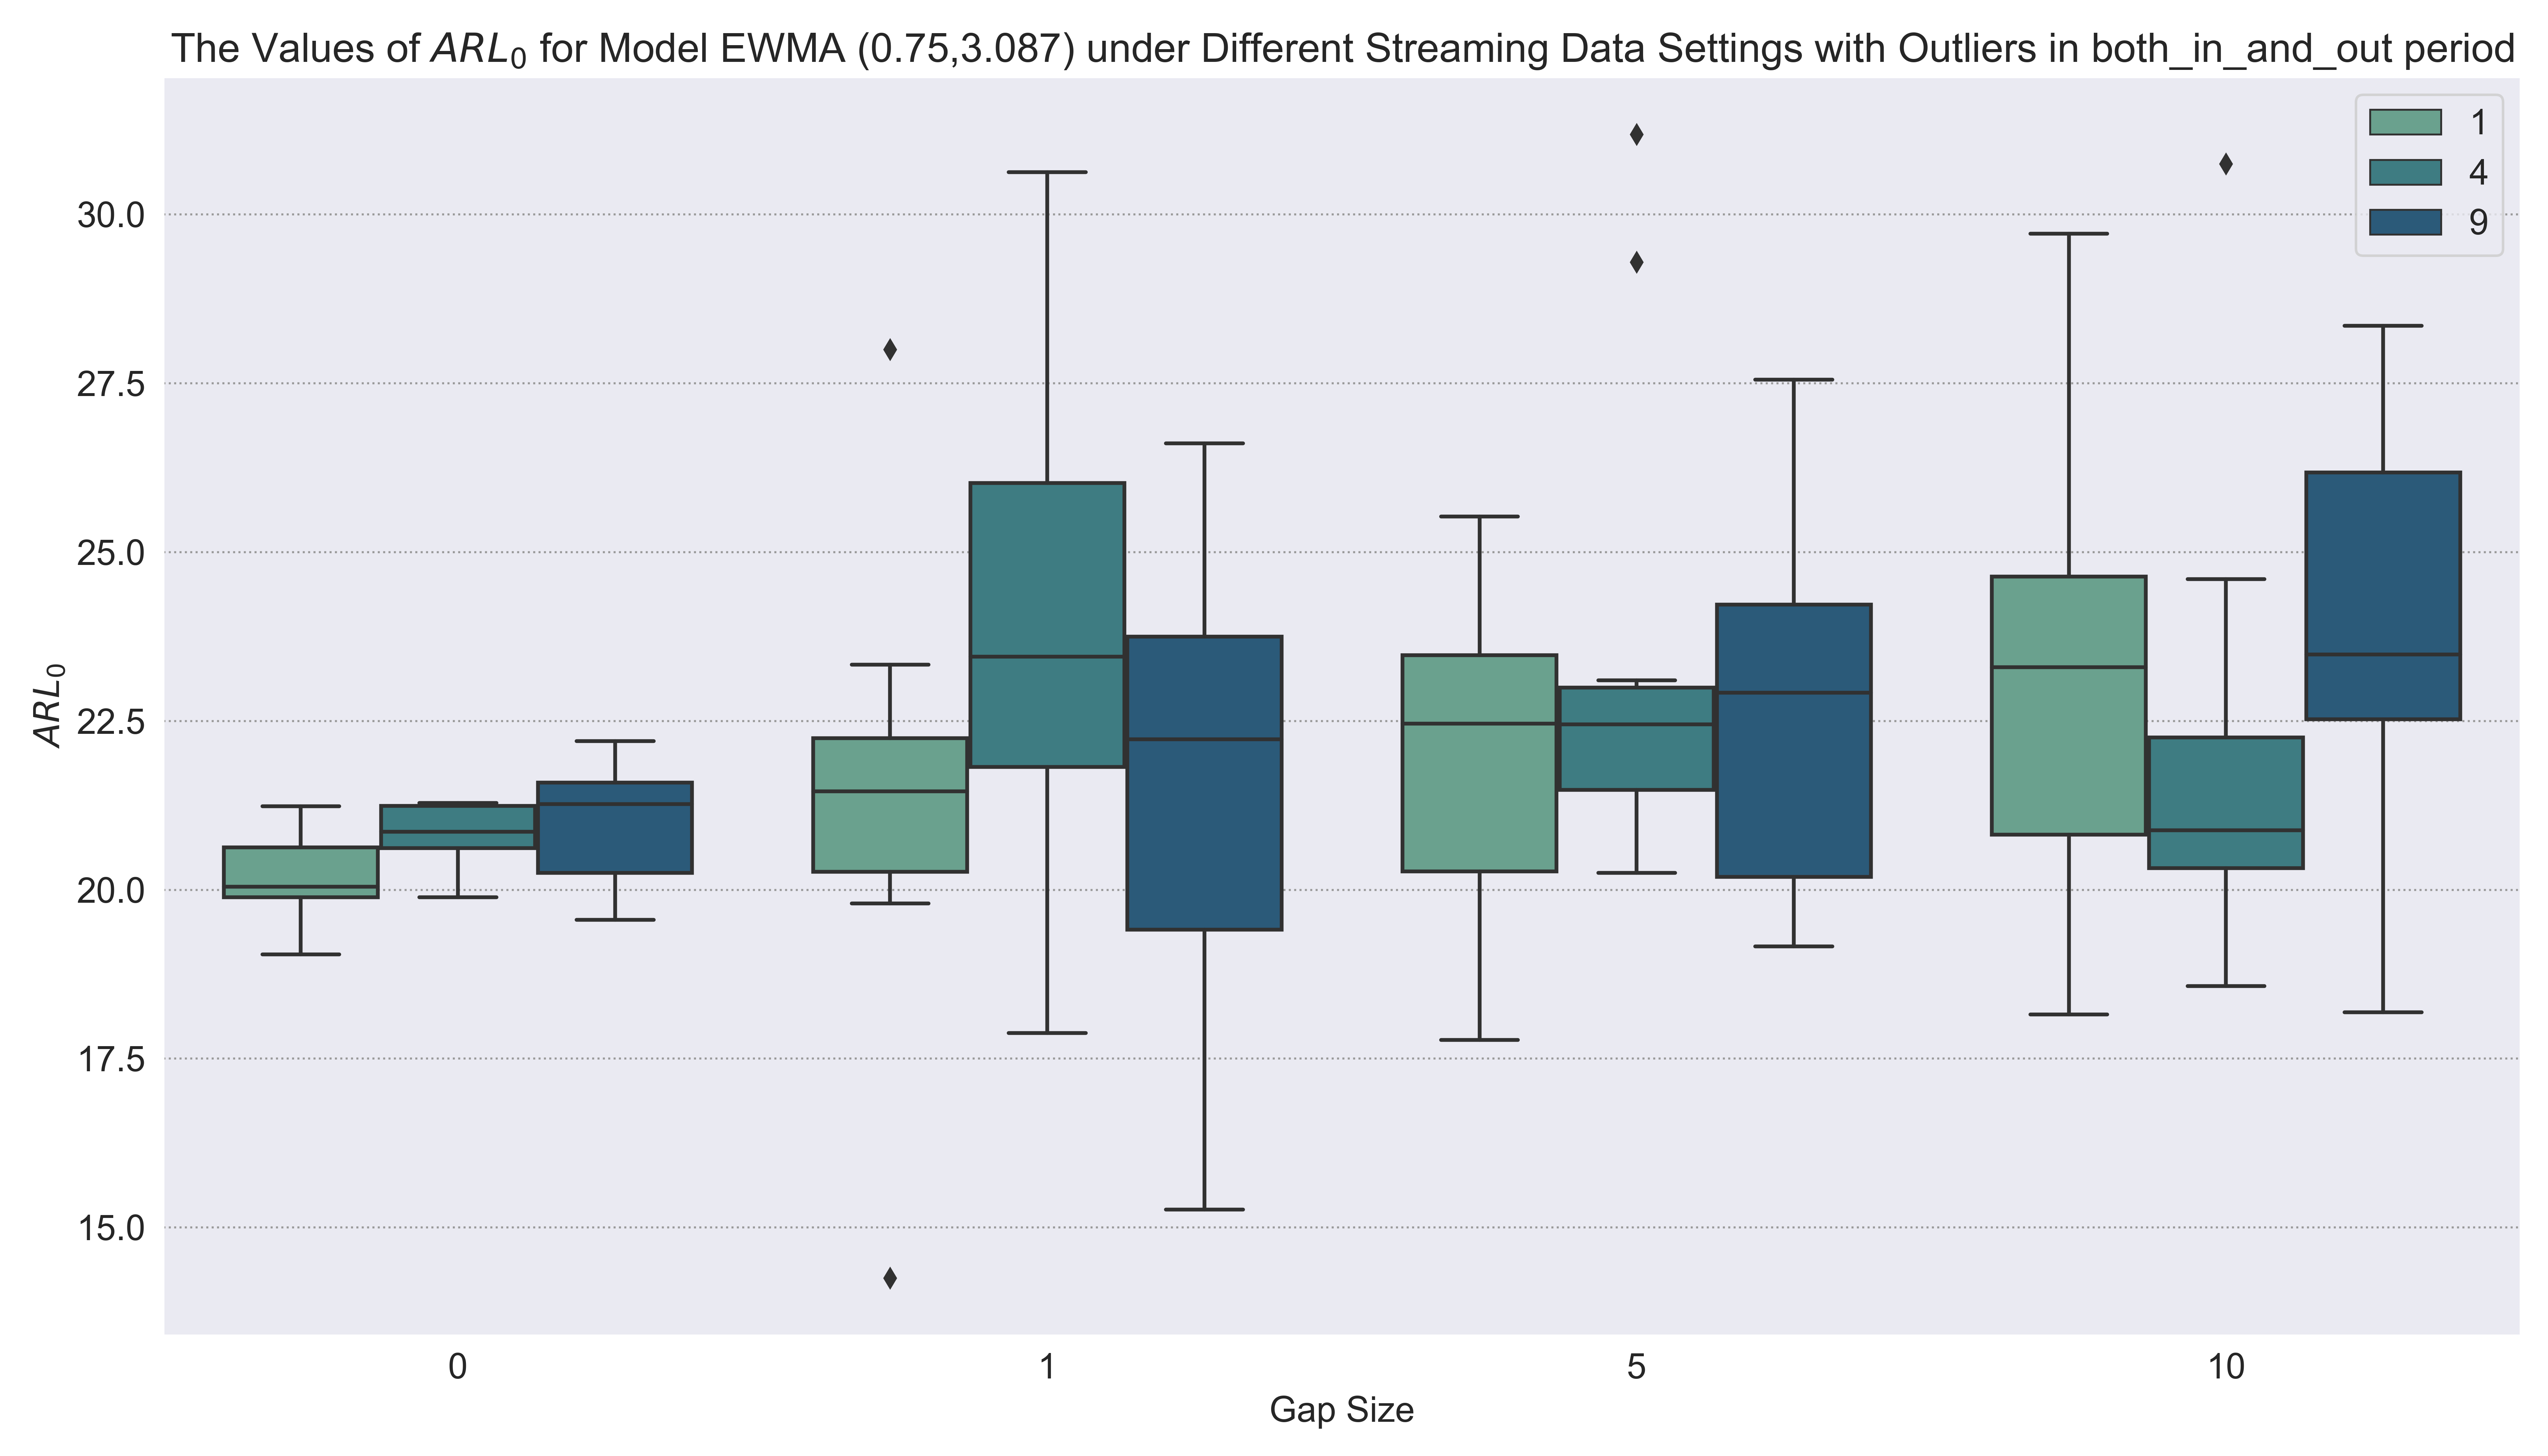 The Values of ARL0 for Model EWMA (0.75,3.087) under Different Streaming Data Settings with Outliers in both_in_and_out period
1
4
9
30.0
27.5
25.0
22.5
20.0
17.5
15.0
ARL0
0 1 5 10
Gap Size